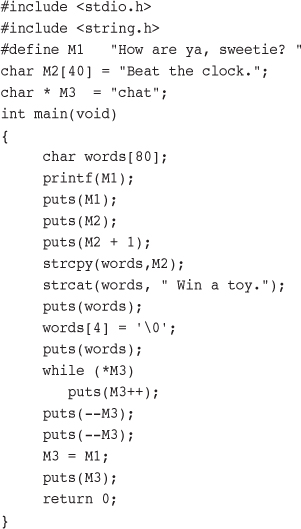 #include <stdio.h>
#include <string.h>
#define M1   "How are ya, sweetie? "
char M2[40] = "Beat the clock.";
char * M3  = "chat";
int main(void)
{
     char words[80];
     printf(M1);
     puts(M1);
     puts(M2);
     puts(M2 + 1);
     strcpy(words,M2);
     strcat(words, " Win a toy.");
     puts(words);
     words[4] = '\0';
     puts(words);
     while (*M3)
        puts(M3++);
     puts(--M3);
     puts(--M3);
     M3 = M1;
     puts(M3);
     return 0;
}